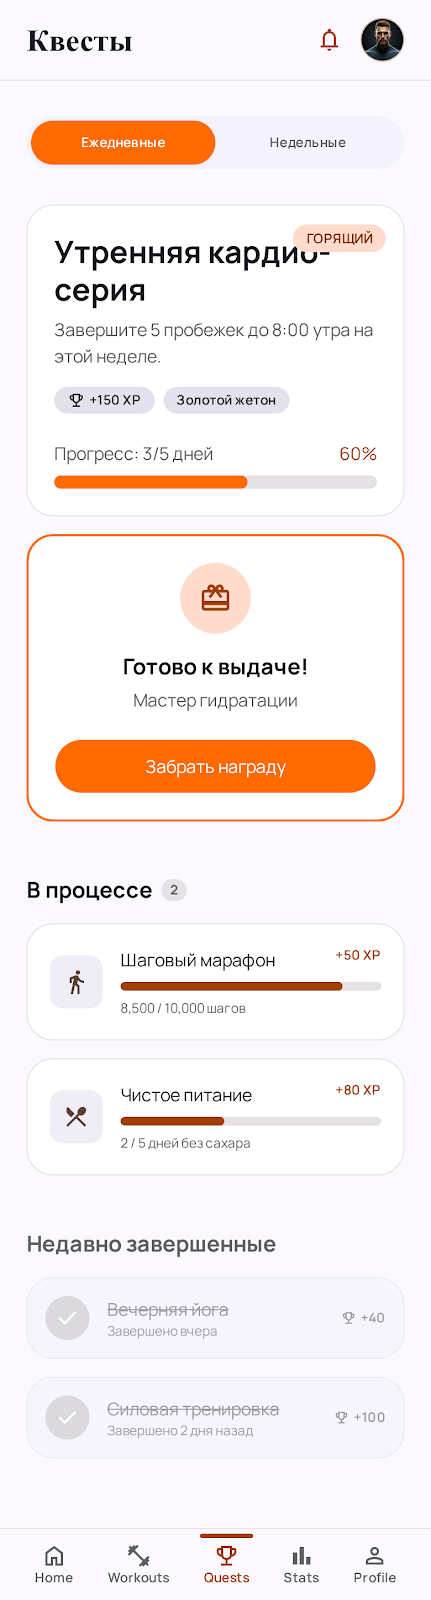 Квесты
Ежедневные
Недельные
ГОРЯЩИЙ
Утренняя кардио-
серия
Завершите 5 пробежек до 8:00 утра на
этой неделе.
+150 XP
Золотой жетон
Прогресс: 3/5 дней
60%
Готово к выдаче!
Мастер гидратации
Забрать награду
В процессе 2
Шаговый марафон
+50 XP
8,500 / 10,000 шагов
Чистое питание
+80 XP
2 / 5 дней без сахара
Недавно завершенные
Вечерняя йога
Завершено вчера
+40
Силовая тренировка
Завершено 2 дня назад
+100
Home
Workouts
Quests
Stats
Profile